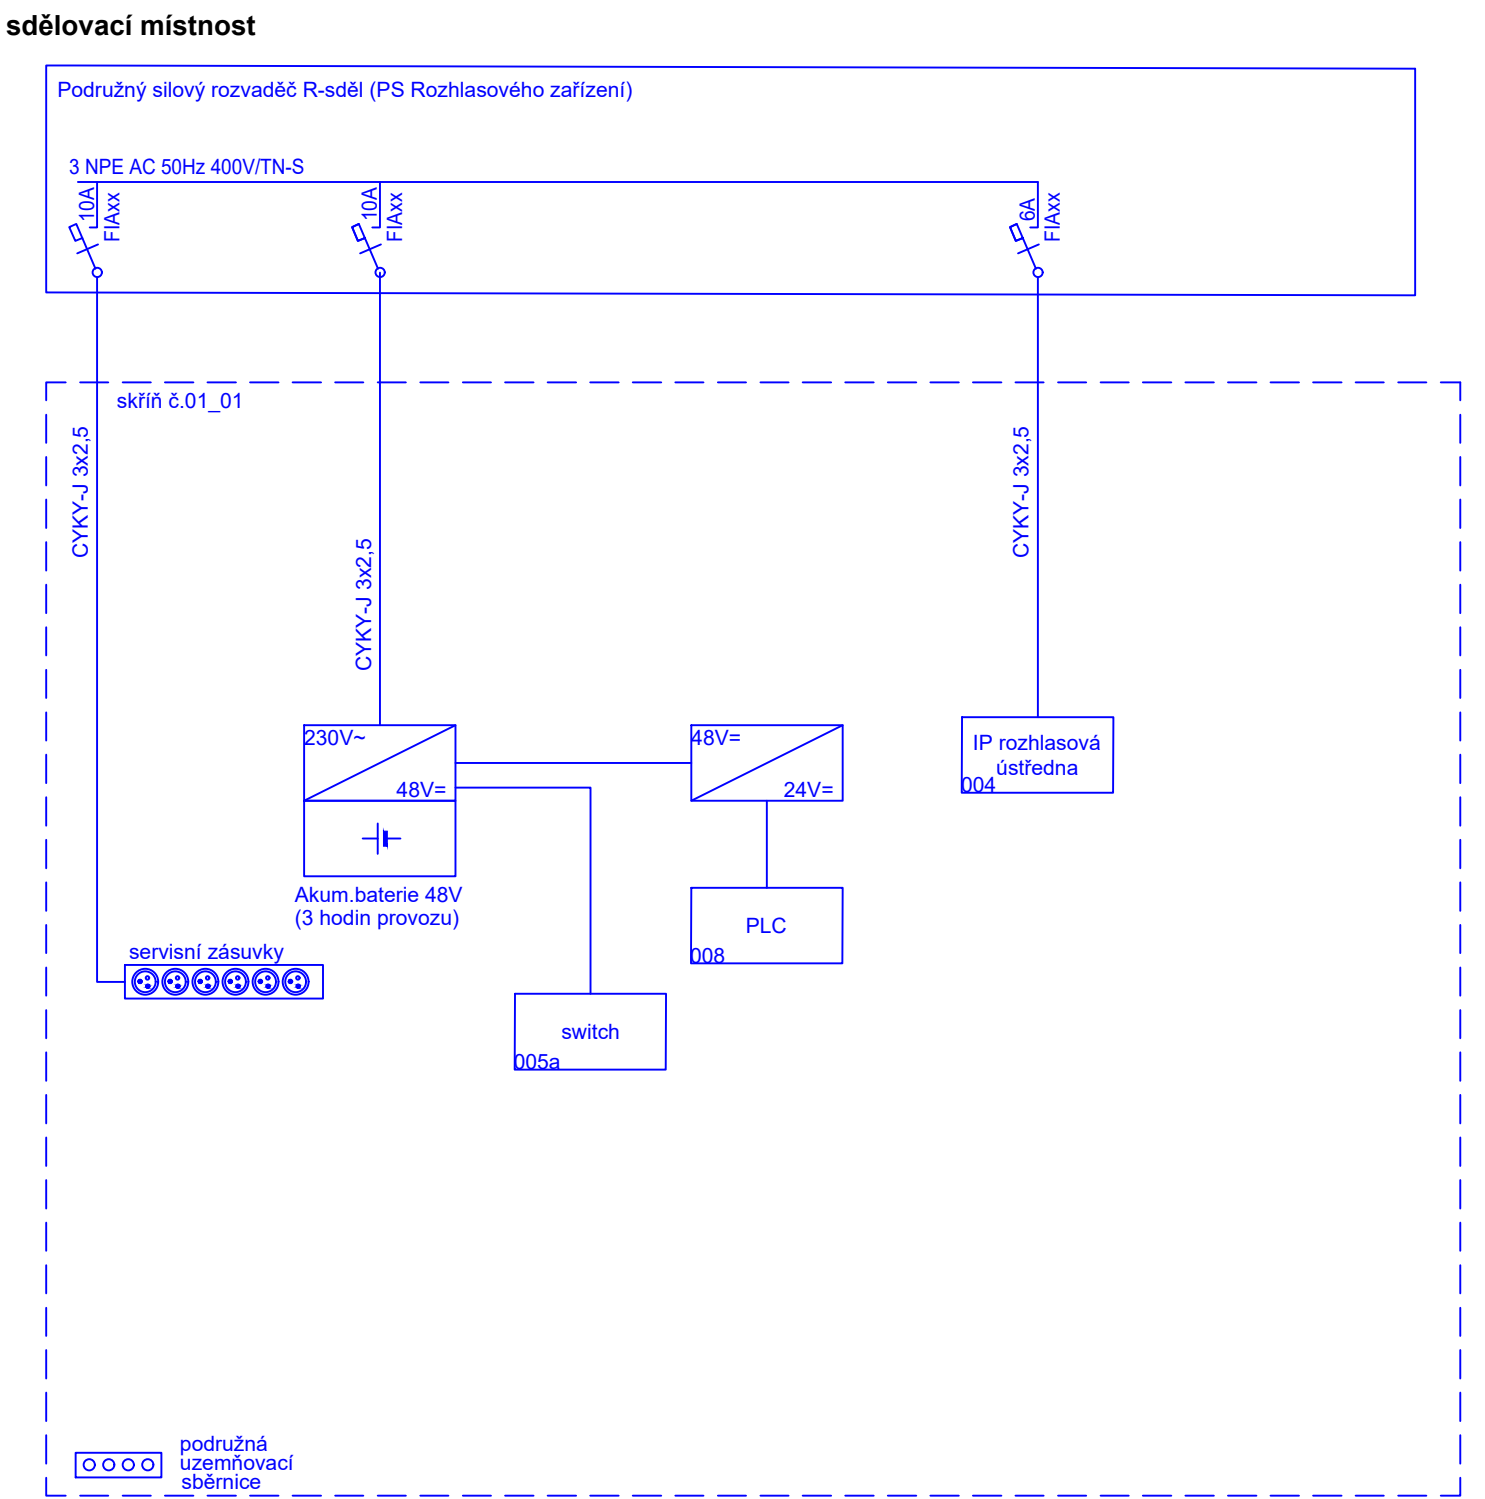 sdělovací místnost
Podružný silový rozvaděč R-sděl (PS Rozhlasového zařízení)
3 NPE AC 50Hz 400V/TN-S
10A
FIAxx
10A
FIAxx
6A
FIAxx
skříň č.01_01
CYKY-J 3x2,5
CYKY-J 3x2,5
CYKY-J 3x2,5
230V~
48V=
48V=
24V=
IP rozhlasová
ústředna
004
Akum.baterie 48V
(3 hodin provozu)
PLC
008
servisní zásuvky
switch
005a
podružná
uzemňovací
sběrnice